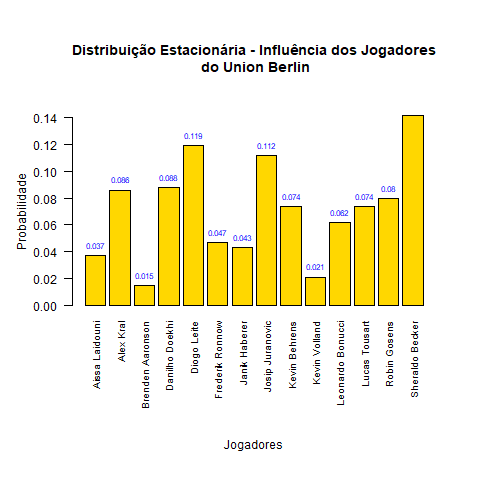 Distribuição Estacionária - Influência dos Jogadores
do Union Berlin
Probabilidade
0.14
0.12
0.10
0.08
0.06
0.04
0.02
0.00
0.037
0.086
0.015
0.088
0.119
0.047
0.043
0.112
0.074
0.021
0.062
0.074
0.08
Aissa Laidouni
Alex Kral
Brenden Aaronson
Danilho Doekhi
Diogo Leite
Frederik Ronnow
Janik Haberer
Josip Juranovic
Kevin Behrens
Kevin Volland
Leonardo Bonucci
Lucas Tousart
Robin Gosens
Sheraldo Becker
Jogadores